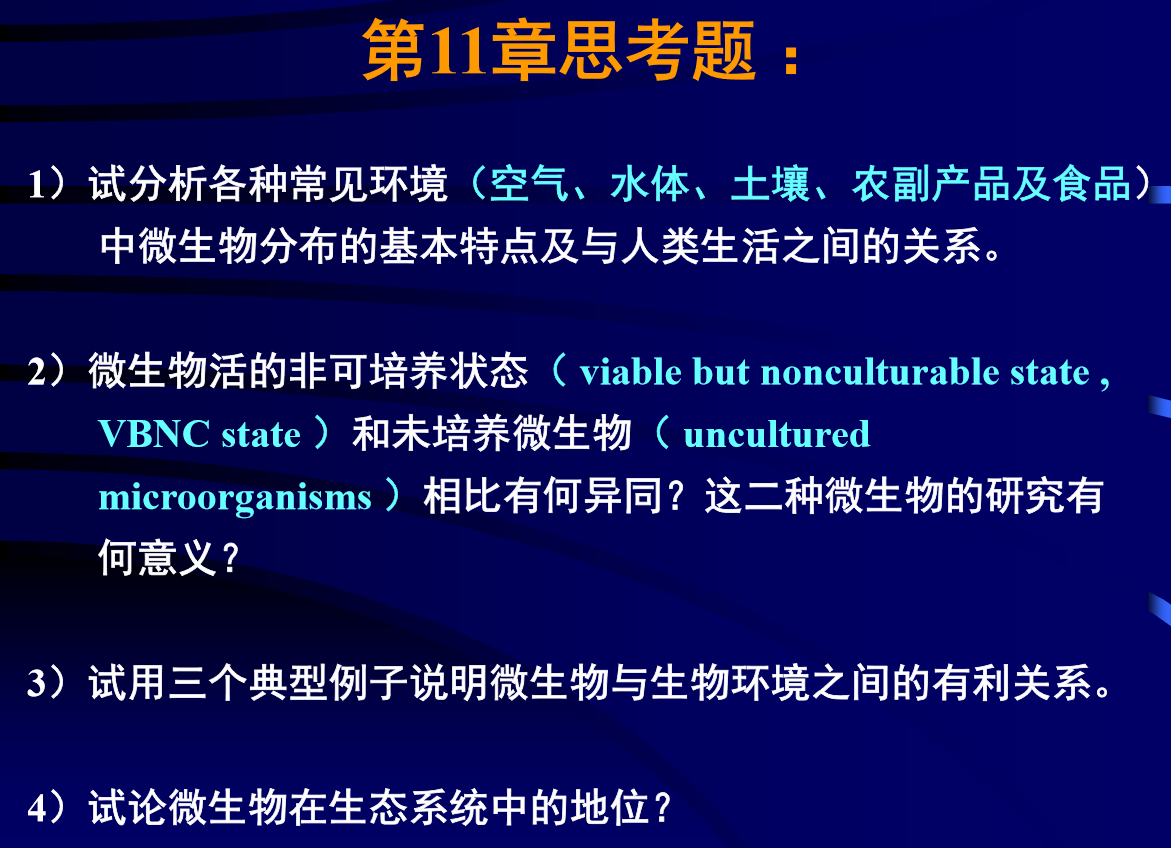 第11章思考题：
1）试分析各种常见环境（空气、水体、土壤、农副产品及食品）
中微生物分布的基本特点及与人类生活之间的关系。
2）微生物活的非可培养状态（ viable but nonculturable state ,
VBNC state ）和未培养微生物（ uncultured
microorganisms ）相比有何异同？这二种微生物的研究有
何意义？
3）试用三个典型例子说明微生物与生物环境之间的有利关系。
4）试论微生物在生态系统中的地位？